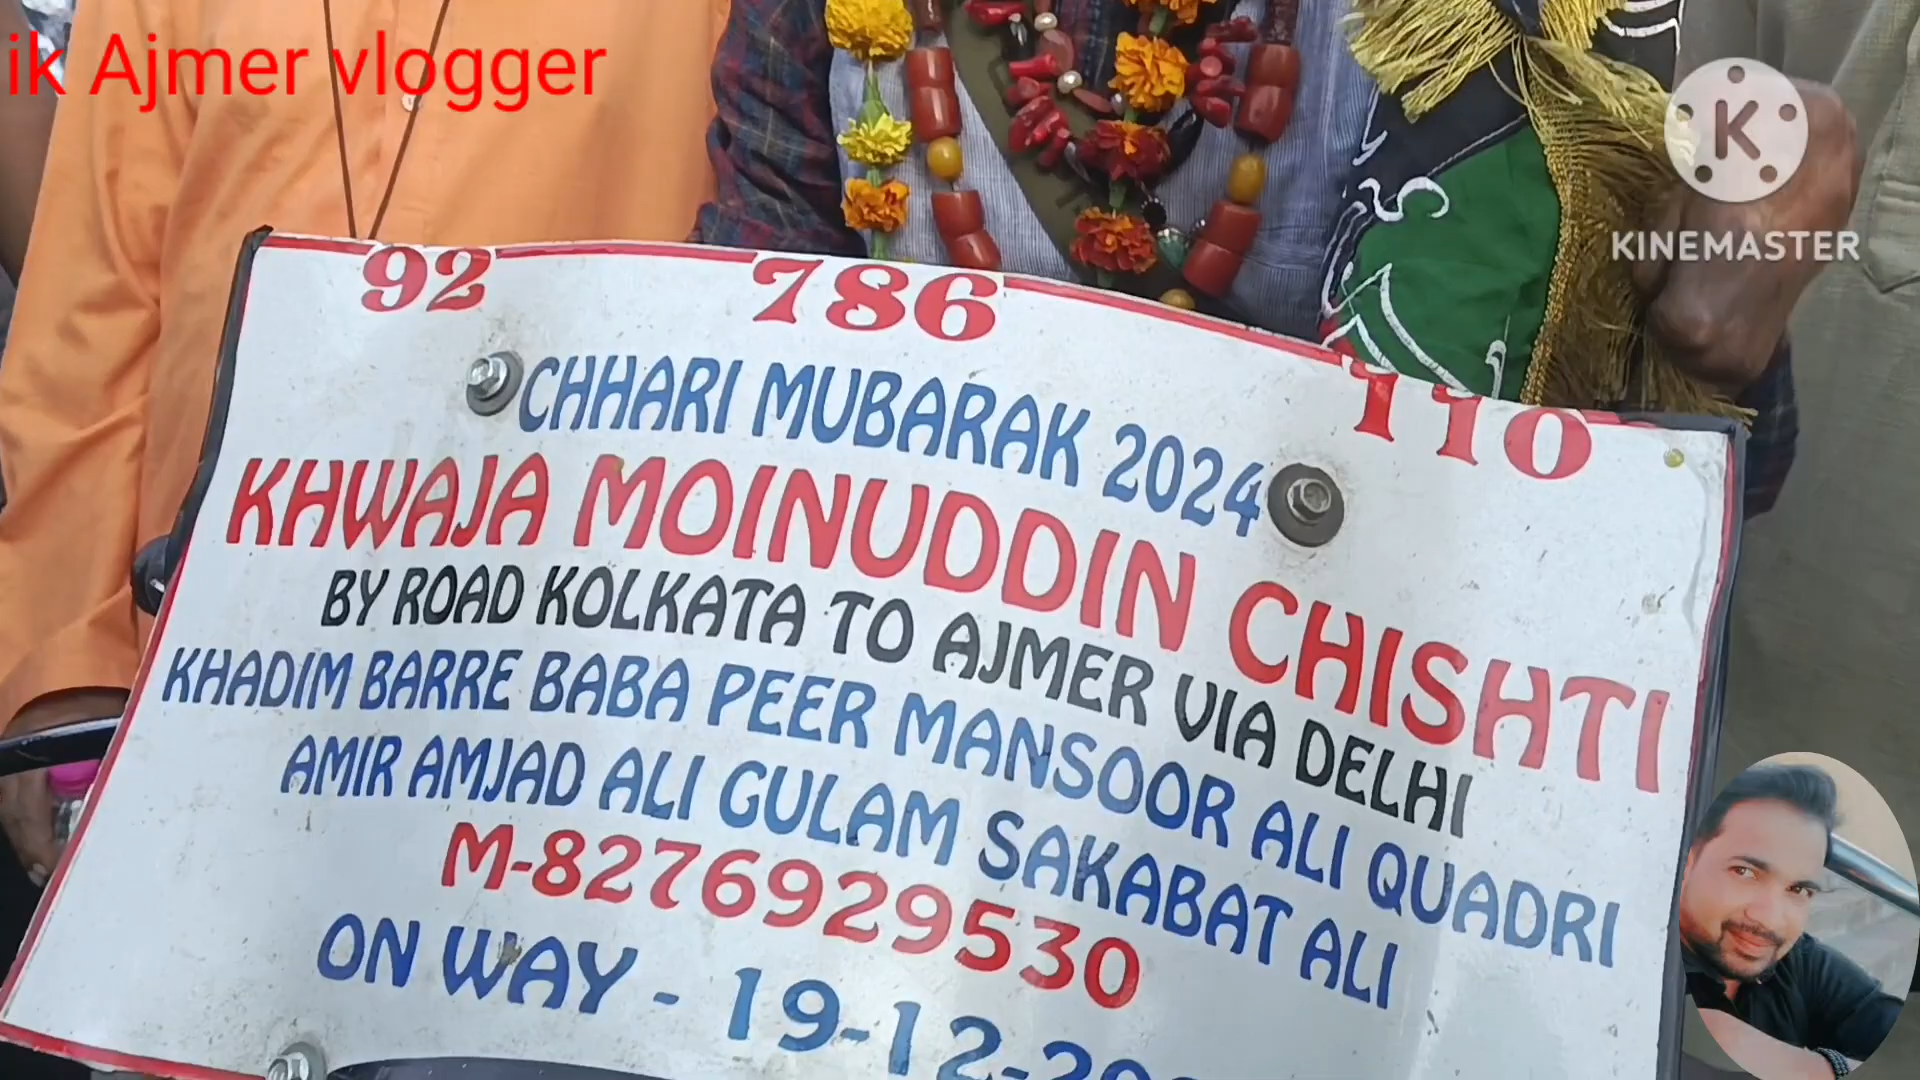 ik Ajmer vlogger
K
KINEMASTER
92 786 110
CHHARI MUBARAK 2024
KHWAJA MOINUDDIN CHISHTI
BY ROAD KOLKATA TO AJMER VIA DELHI
KHADIM BARRE BABA PEER MANSOOR ALI QUADRI
AMIR AMJAD ALI GULAM SAKABAT ALI
M-8276929530
ON WAY - 19-12-